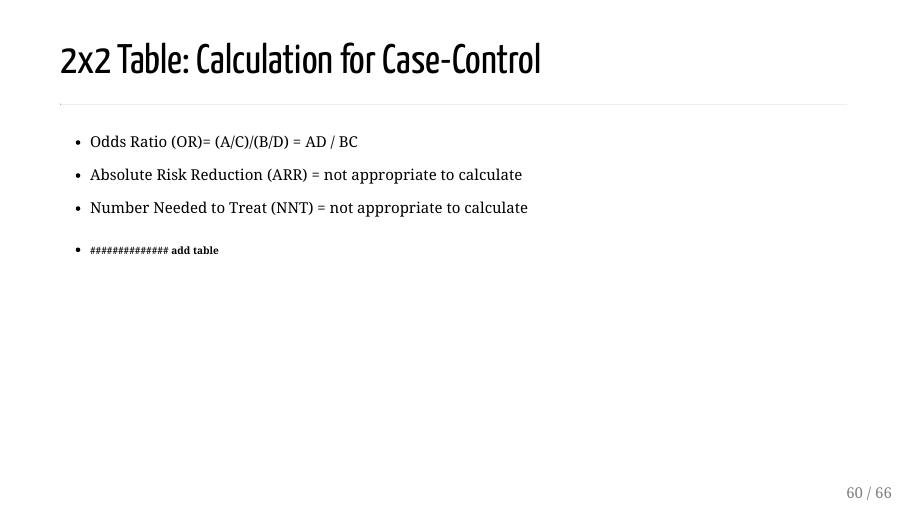 2x2 Table: Calculation for Case-Control
• Odds Ratio (OR)= (A/C)/(B/D) = AD / BC
• Absolute Risk Reduction (ARR) = not appropriate to calculate
• Number Needed to Treat (NNT) = not appropriate to calculate
• ############## add table
60 / 66